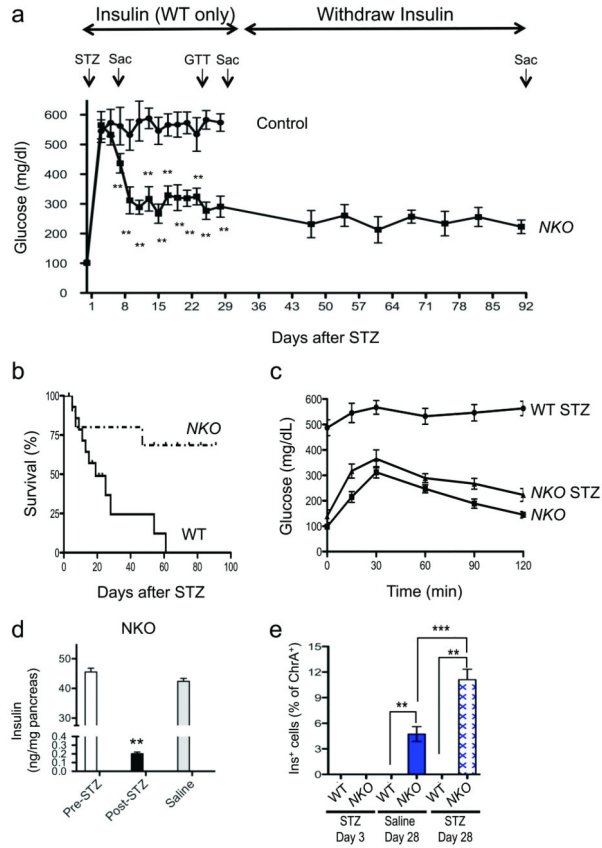 a
Insulin (WT only) Withdraw Insulin
STZ Sac GTT Sac Sac
Glucose (mg/dl)
600
500
400
300
200
100
0
Control
NKO
** ** ** ** ** ** ** ** ** ** **
1 8 15 22 29 36 43 50 57 64 71 78 85 92
Days after STZ
b
Survival (%)
100
75
50
25
0
NKO
WT
0 20 40 60 80 100
Days after STZ
c
Glucose (mg/dL)
600
500
400
300
200
100
0
WT STZ
NKO STZ
NKO
0 30 60 90 120
Time (min)
d
NKO
Insulin
(ng/mg pancreas)
50
40
30
0.4
0.3
0.2
0.1
0.0
**
Pre-STZ Post-STZ Saline
e
Ins⁺ cells (% of ChrA⁺)
15
12
9
6
3
0
***
**
**
WT NKO WT NKO WT NKO
STZ Saline STZ
Day 3 Day 28 Day 28